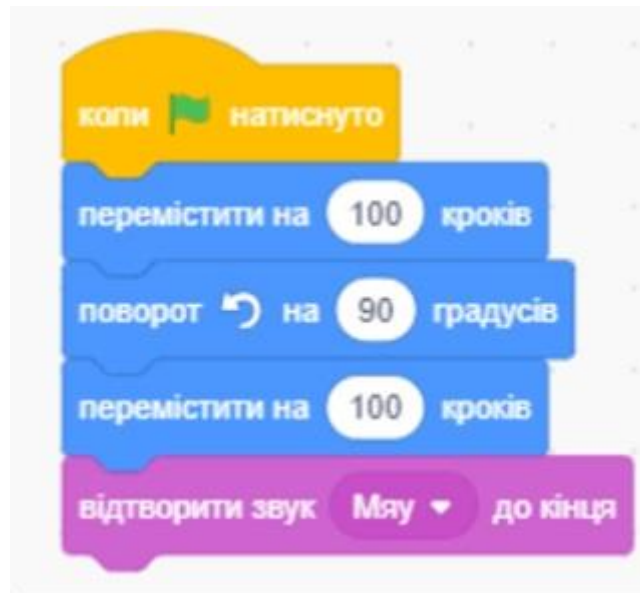 коли натиснуто
перемістити на 100 кроків
поворот на 90 градусів
перемістити на 100 кроків
відтворити звук Мяу до кінця